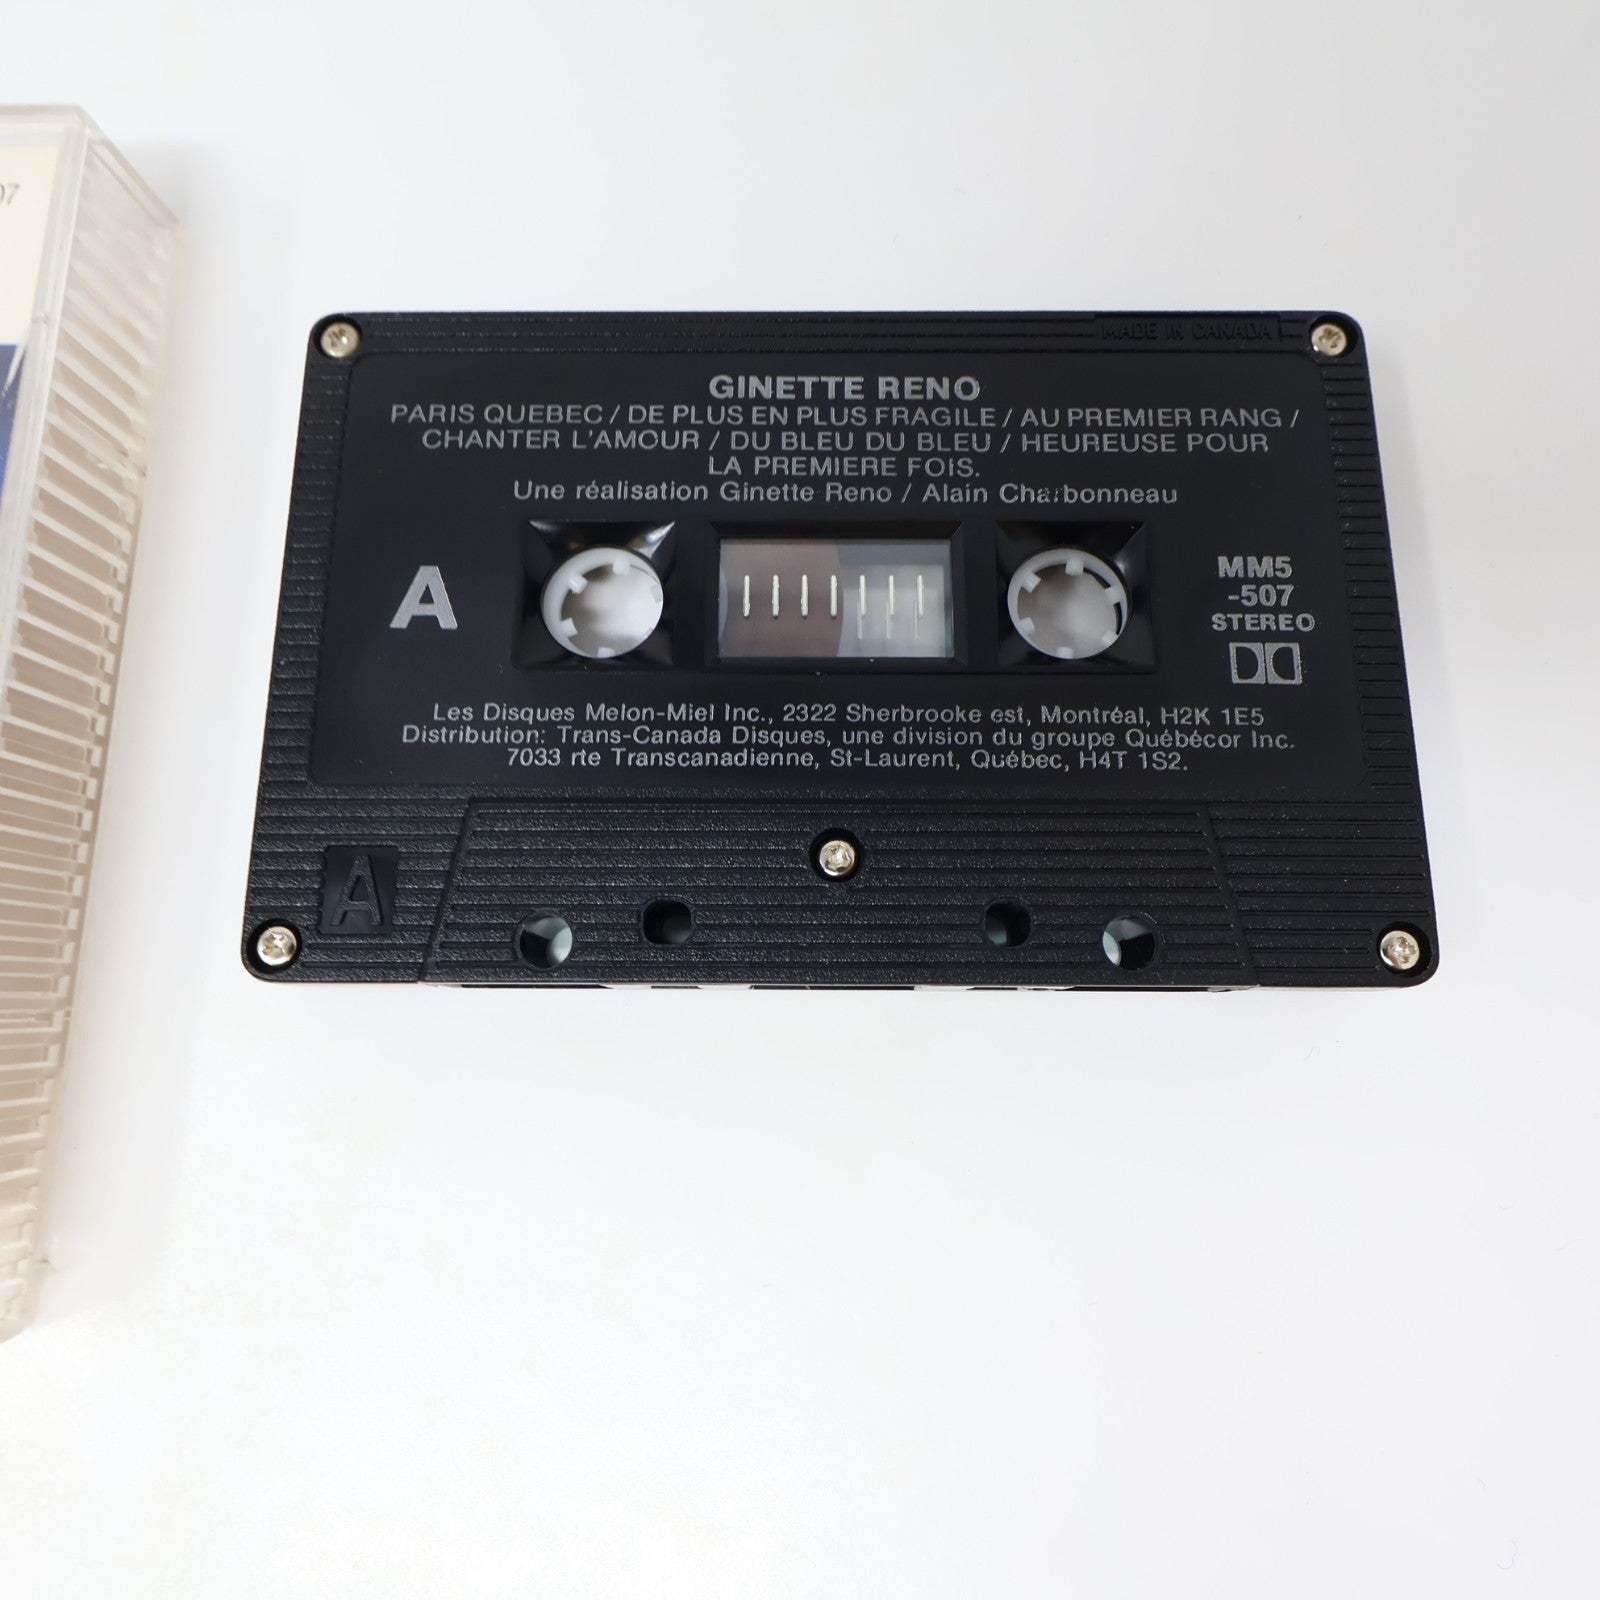 07
MADE IN CANADA
GINETTE RENO
PARIS QUEBEC / DE PLUS EN PLUS FRAGILE / AU PREMIER RANG /
CHANTER L'AMOUR / DU BLEU DU BLEU / HEUREUSE POUR
LA PREMIERE FOIS.
Une réalisation Ginette Reno / Alain Charbonneau
A
MM5
-507
STEREO
Les Disques Melon-Miel Inc., 2322 Sherbrooke est, Montréal, H2K 1E5
Distribution: Trans-Canada Disques, une division du groupe Québécor Inc.
7033 rte Transcanadienne, St-Laurent, Québec, H4T 1S2.
A